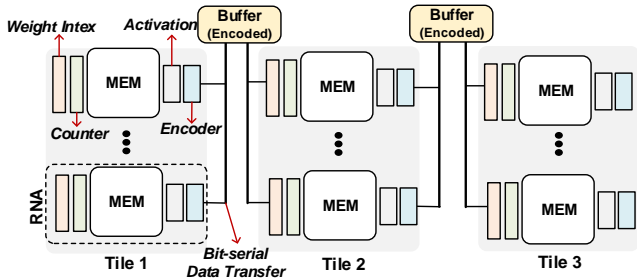 Weight Intex
Activation
Buffer
(Encoded)
Buffer
(Encoded)
MEM
MEM
MEM
Counter
Encoder
RNA
MEM
MEM
MEM
Bit-serial
Data Transfer
Tile 1
Tile 2
Tile 3